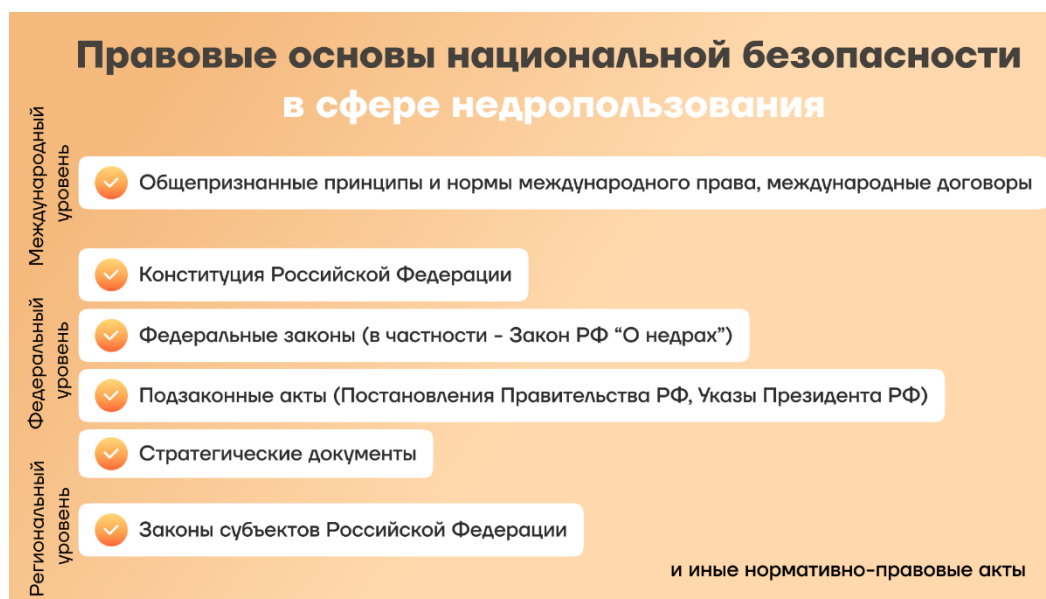 Правовые основы национальной безопасности
в сфере недропользования
Международный
уровень
Общепризнанные принципы и нормы международного права, международные договоры
Федеральный
уровень
Конституция Российской Федерации
Федеральные законы (в частности - Закон РФ “О недрах”)
Подзаконные акты (Постановления Правительства РФ, Указы Президента РФ)
Стратегические документы
Региональный
уровень
Законы субъектов Российской Федерации
и иные нормативно-правовые акты